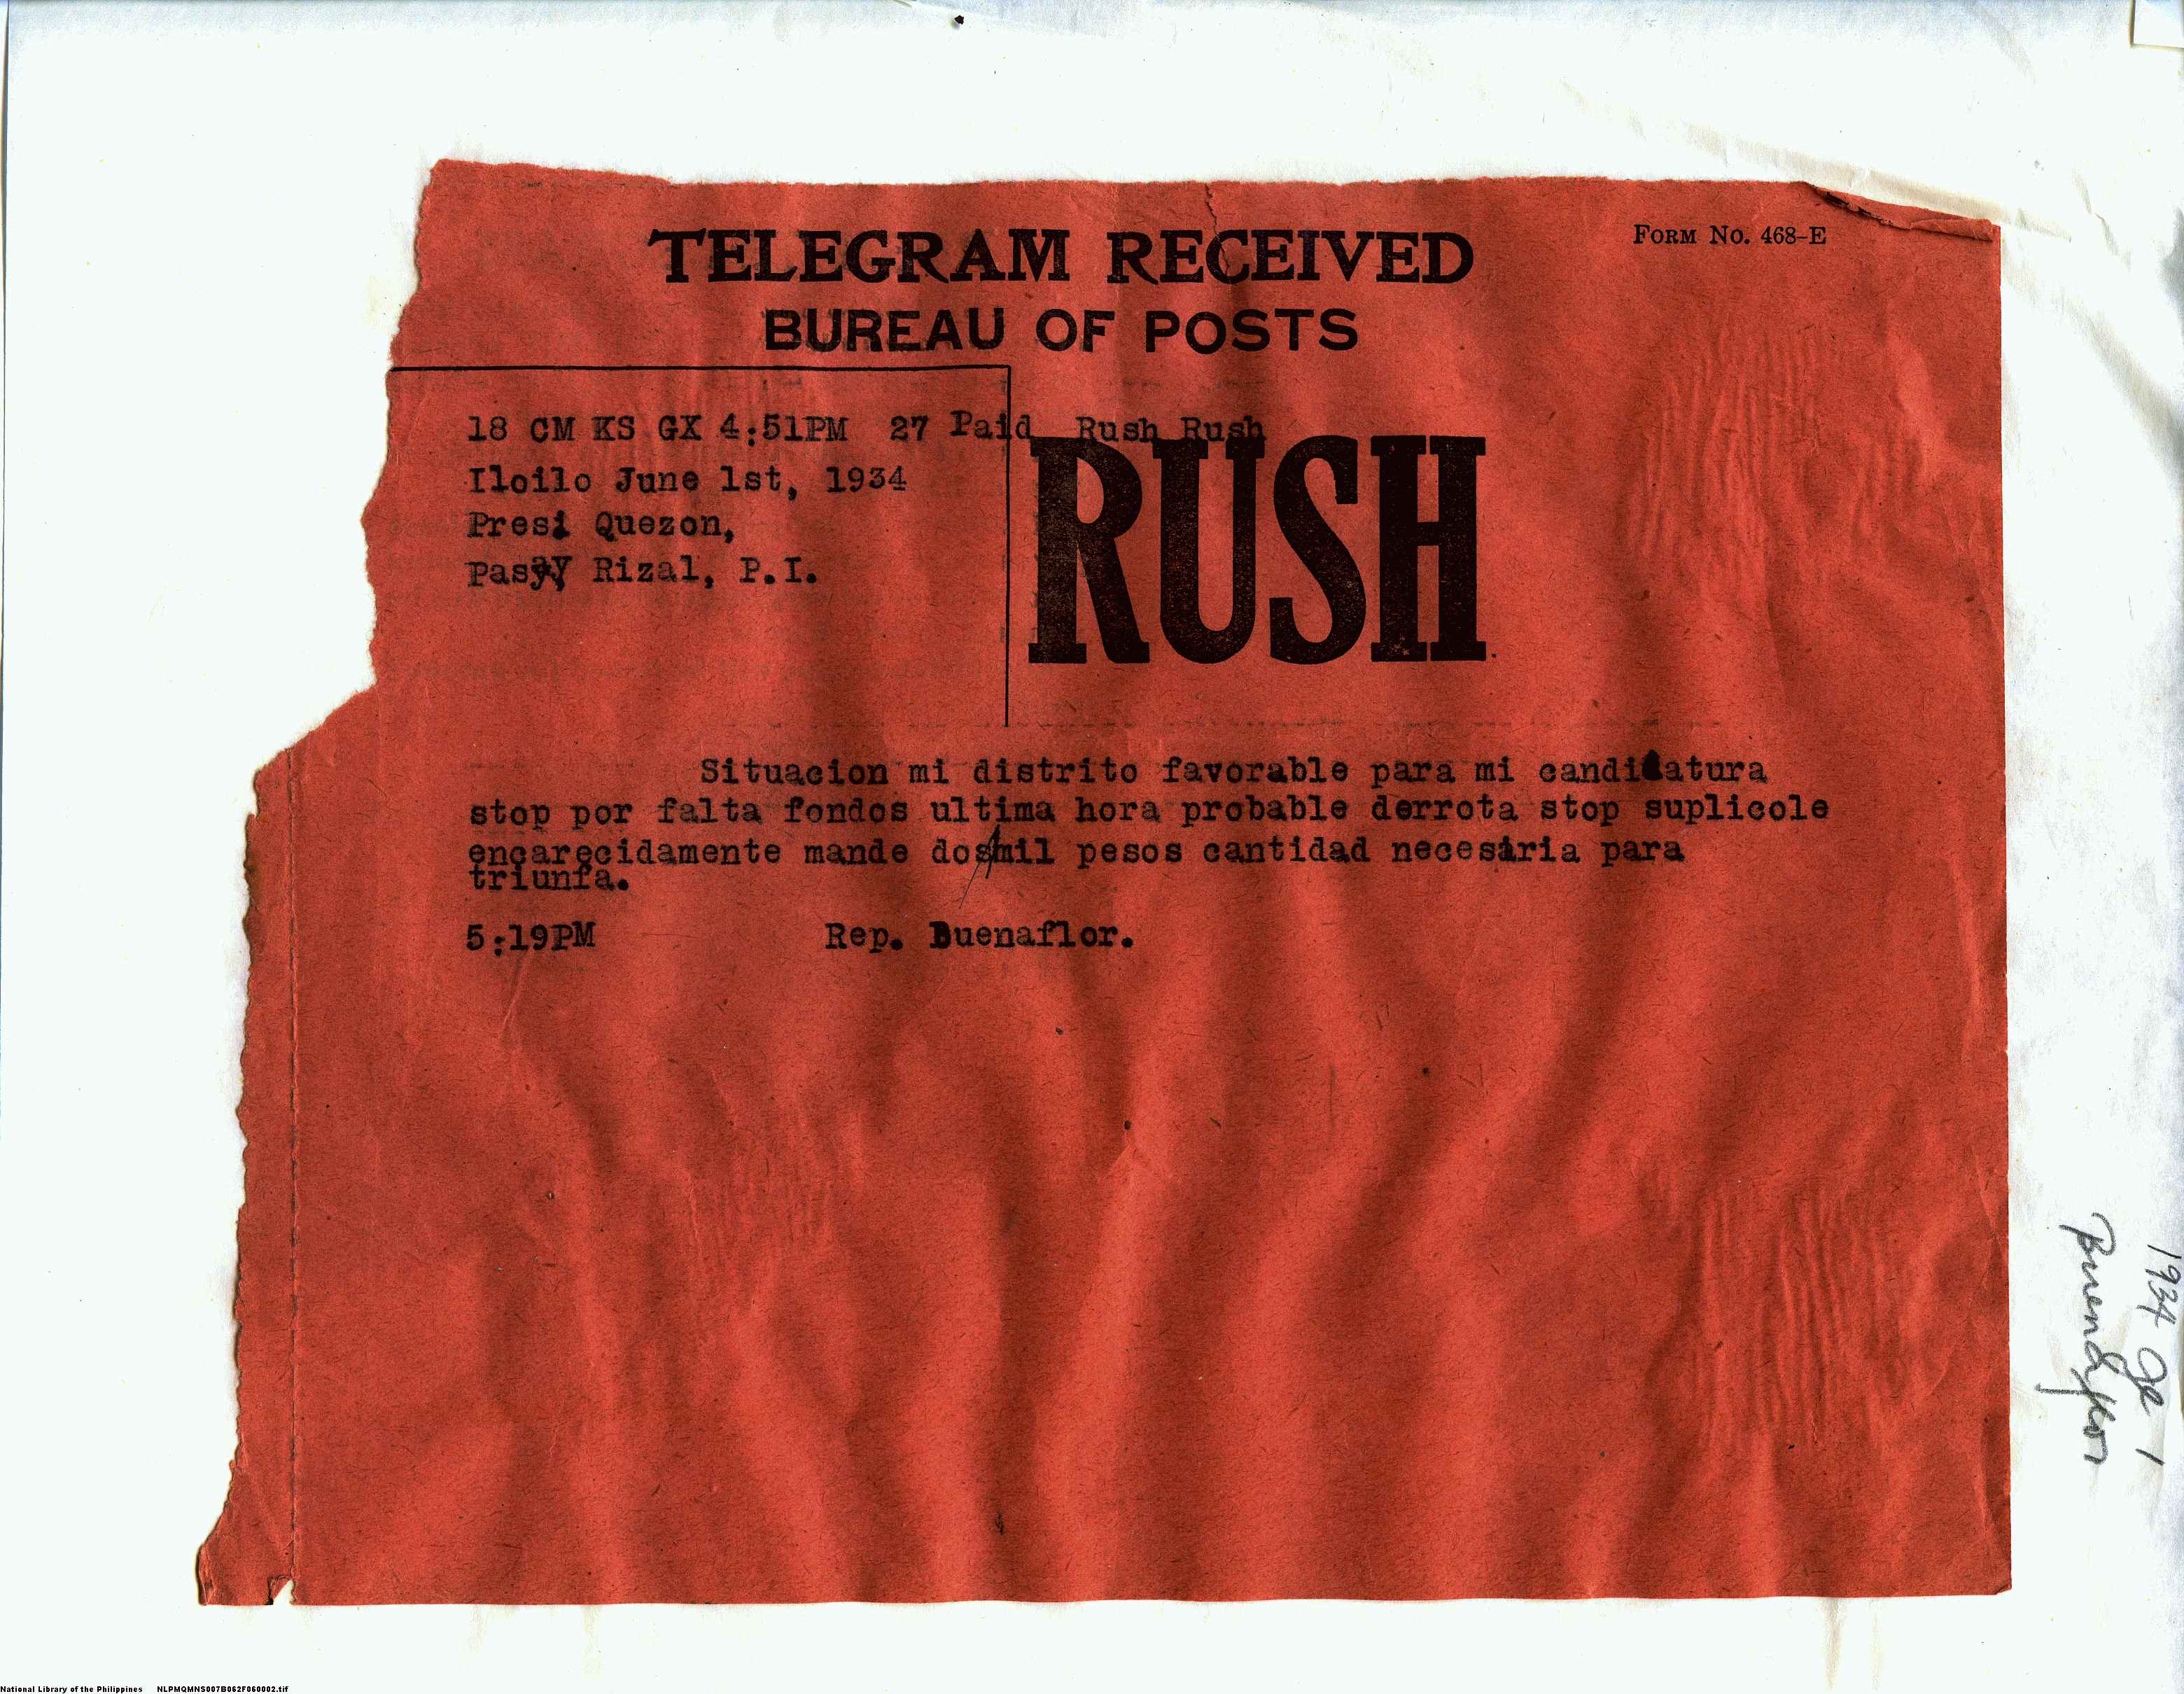 TELEGRAM RECEIVED
FORM No. 468-E
BUREAU OF POSTS
18 CM KS GX 4:51PM 27 Paid Rush Rush
RUSH
Iloilo June 1st, 1934
Presi Quezon,
Pasay Rizal, P.I.
Situacion mi distrito favorable para mi candidatura
stop por falta fondos ultima hora probable derrota stop suplicole
encarecidamente mande dos/mil pesos cantidad necesaria para
triunfa.
5:19PM Rep. Buenaflor.
1934 Je 1
Buenaflor
National Library of the Philippines NLPMQMNS007B062F060002.tif